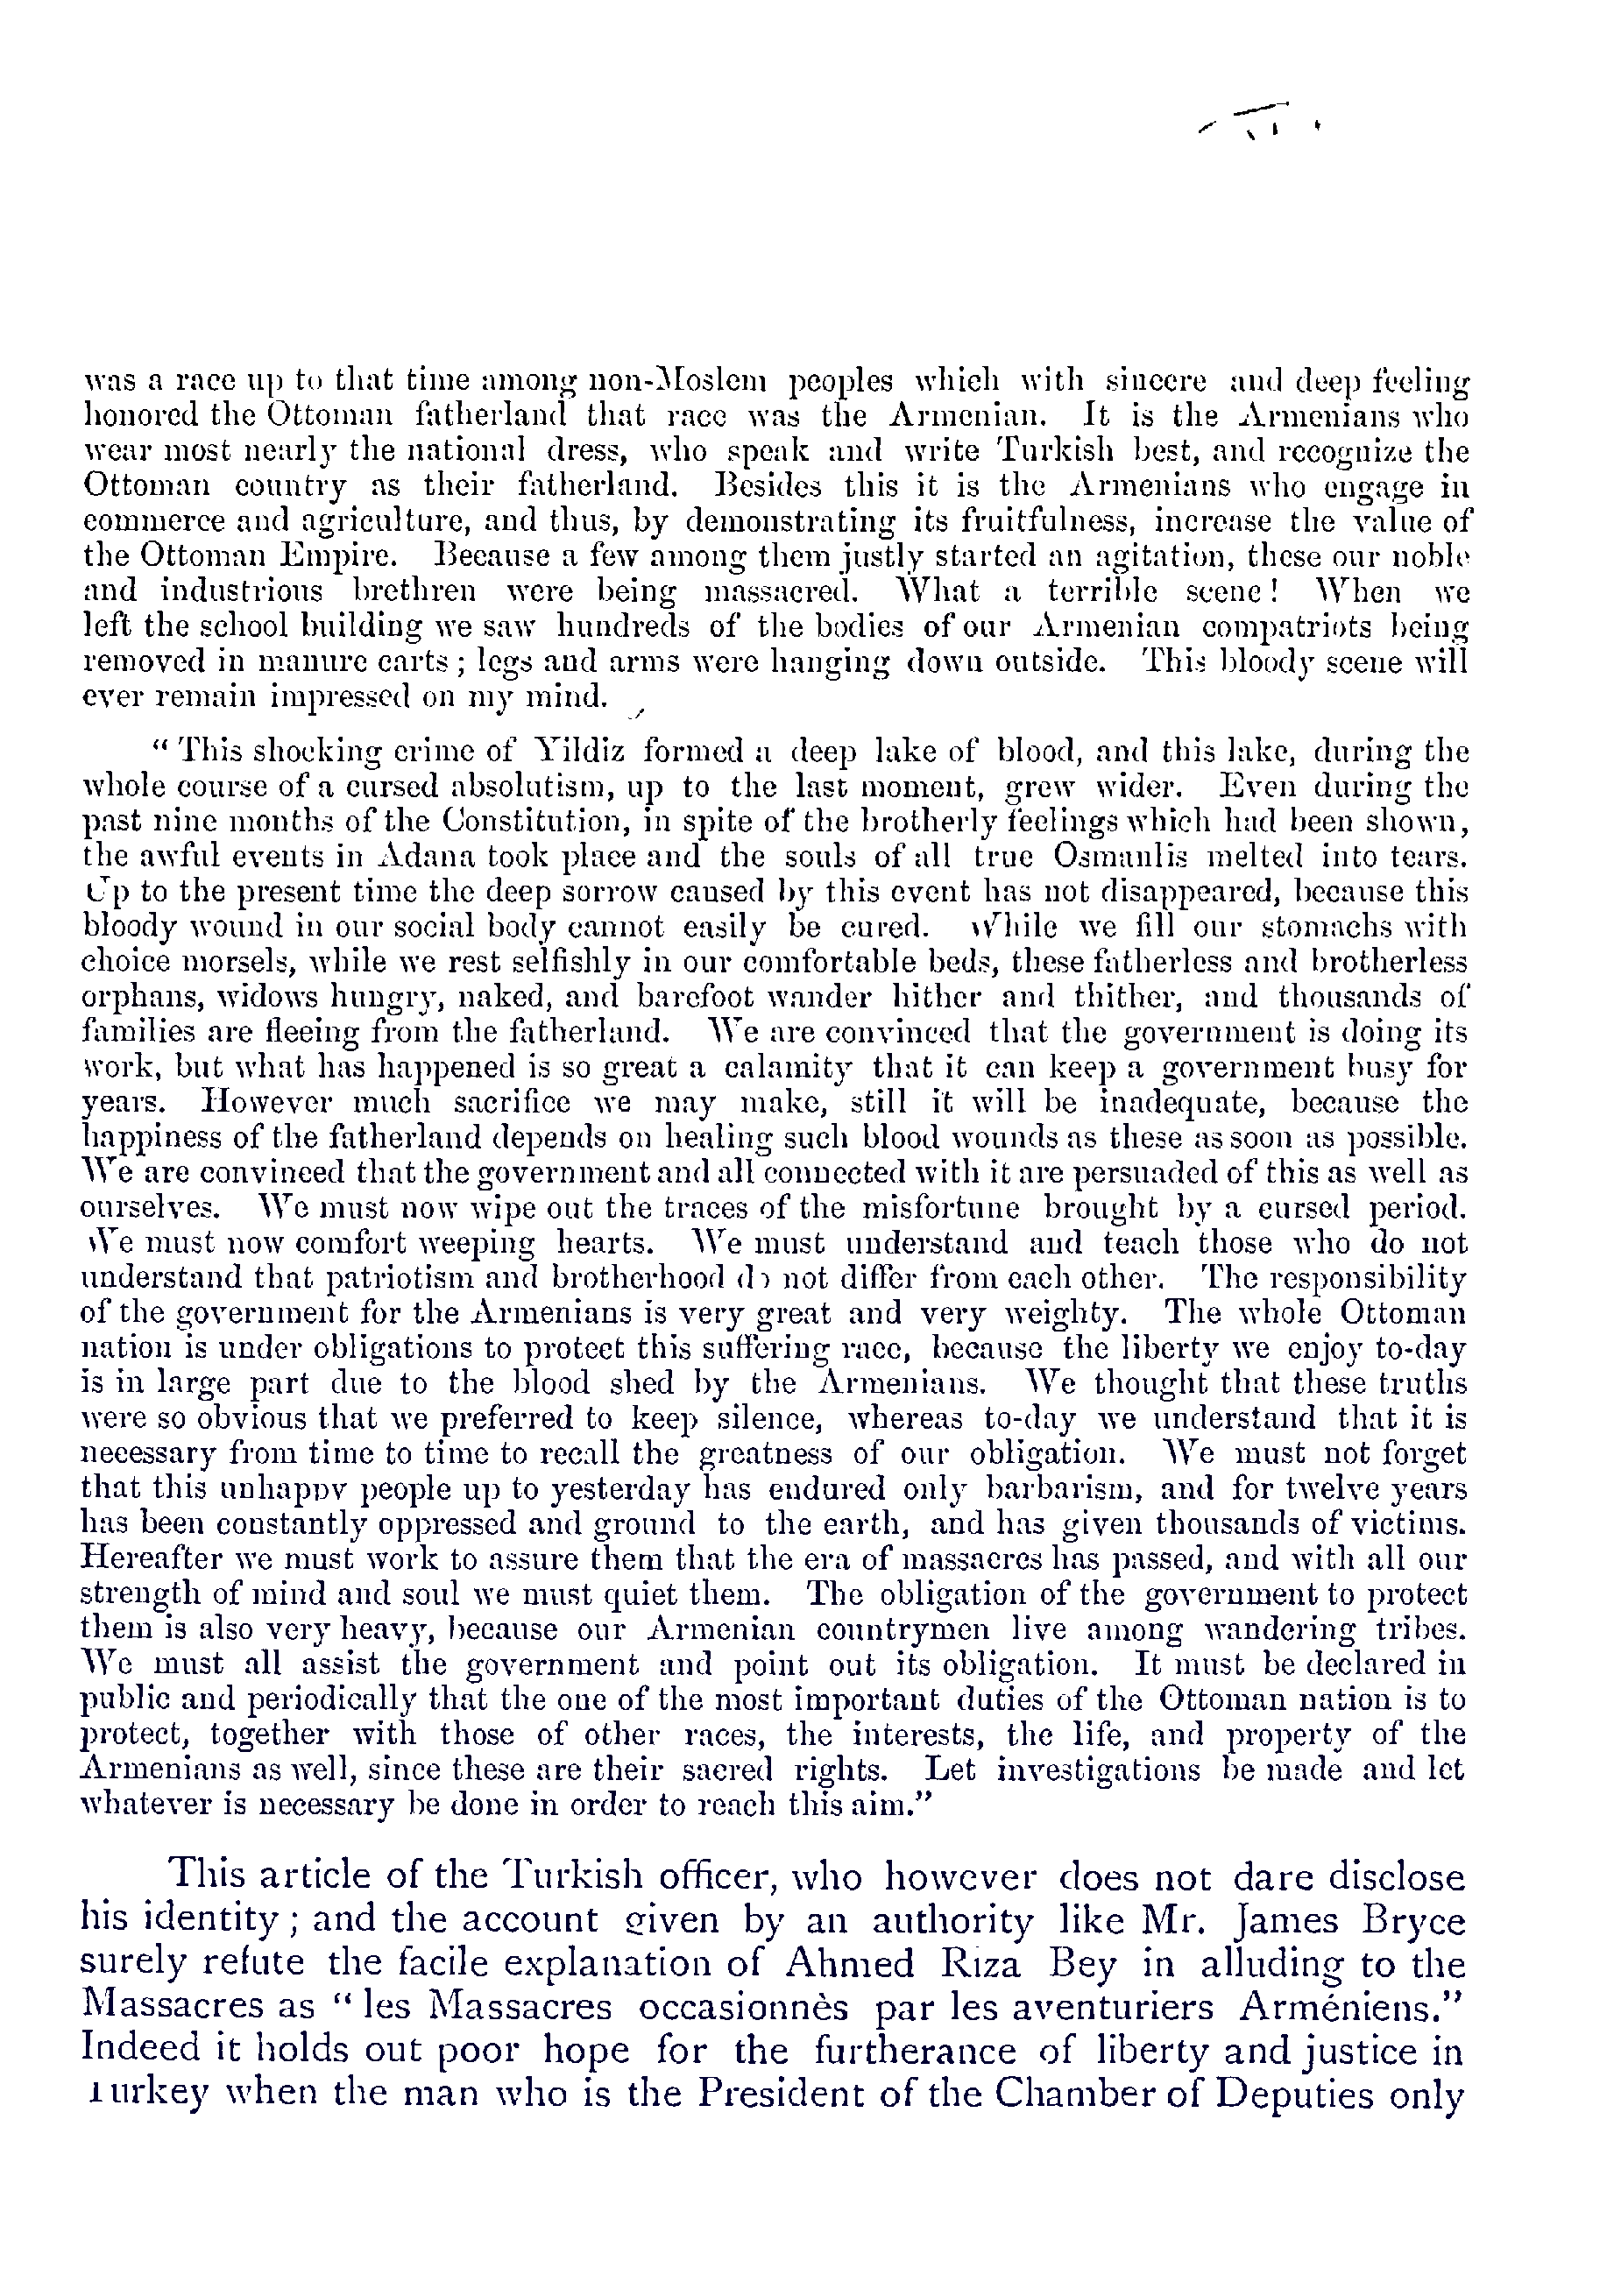 was a race up to that time among non-Moslem peoples which with sincere and deep feeling
honored the Ottoman fatherland that race was the Armenian. It is the Armenians who
wear most nearly the national dress, who speak and write Turkish best, and recognize the
Ottoman country as their fatherland. Besides this it is the Armenians who engage in
commerce and agriculture, and thus, by demonstrating its fruitfulness, increase the value of
the Ottoman Empire. Because a few among them justly started an agitation, these our noble
and industrious brethren were being massacred. What a terrible scene! When we
left the school building we saw hundreds of the bodies of our Armenian compatriots being
removed in manure carts; legs and arms were hanging down outside. This bloody scene will
ever remain impressed on my mind.
"This shocking crime of Yildiz formed a deep lake of blood, and this lake, during the
whole course of a cursed absolutism, up to the last moment, grew wider. Even during the
past nine months of the Constitution, in spite of the brotherly feelings which had been shown,
the awful events in Adana took place and the souls of all true Osmanlis melted into tears.
Up to the present time the deep sorrow caused by this event has not disappeared, because this
bloody wound in our social body cannot easily be cured. While we fill our stomachs with
choice morsels, while we rest selfishly in our comfortable beds, these fatherless and brotherless
orphans, widows hungry, naked, and barefoot wander hither and thither, and thousands of
families are fleeing from the fatherland. We are convinced that the government is doing its
work, but what has happened is so great a calamity that it can keep a government busy for
years. However much sacrifice we may make, still it will be inadequate, because the
happiness of the fatherland depends on healing such blood wounds as these as soon as possible.
We are convinced that the government and all connected with it are persuaded of this as well as
ourselves. We must now wipe out the traces of the misfortune brought by a cursed period.
We must now comfort weeping hearts. We must understand and teach those who do not
understand that patriotism and brotherhood do not differ from each other. The responsibility
of the government for the Armenians is very great and very weighty. The whole Ottoman
nation is under obligations to protect this suffering race, because the liberty we enjoy to-day
is in large part due to the blood shed by the Armenians. We thought that these truths
were so obvious that we preferred to keep silence, whereas to-day we understand that it is
necessary from time to time to recall the greatness of our obligation. We must not forget
that this unhappy people up to yesterday has endured only barbarism, and for twelve years
has been constantly oppressed and ground to the earth, and has given thousands of victims.
Hereafter we must work to assure them that the era of massacres has passed, and with all our
strength of mind and soul we must quiet them. The obligation of the government to protect
them is also very heavy, because our Armenian countrymen live among wandering tribes.
We must all assist the government and point out its obligation. It must be declared in
public and periodically that the one of the most important duties of the Ottoman nation is to
protect, together with those of other races, the interests, the life, and property of the
Armenians as well, since these are their sacred rights. Let investigations be made and let
whatever is necessary be done in order to reach this aim."
This article of the Turkish officer, who however does not dare disclose
his identity; and the account given by an authority like Mr. James Bryce
surely refute the facile explanation of Ahmed Riza Bey in alluding to the
Massacres as "les Massacres occasionnès par les aventuriers Arméniens."
Indeed it holds out poor hope for the furtherance of liberty and justice in
Turkey when the man who is the President of the Chamber of Deputies only